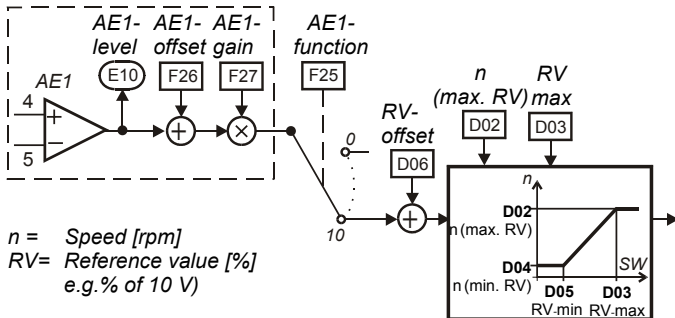 AE1-
level
AE1-
offset
AE1-
gain
AE1-
function
AE1
E10
F26
F27
F25
4
+
5
−
+
×
0
10
RV-
offset
D06
+
n
(max. RV)
D02
RV
max
D03
n
D02
n (max. RV)
D04
n (min. RV)
SW
D05
RV-min
D03
RV-max
n = Speed [rpm]
RV= Reference value [%]
e.g.% of 10 V)